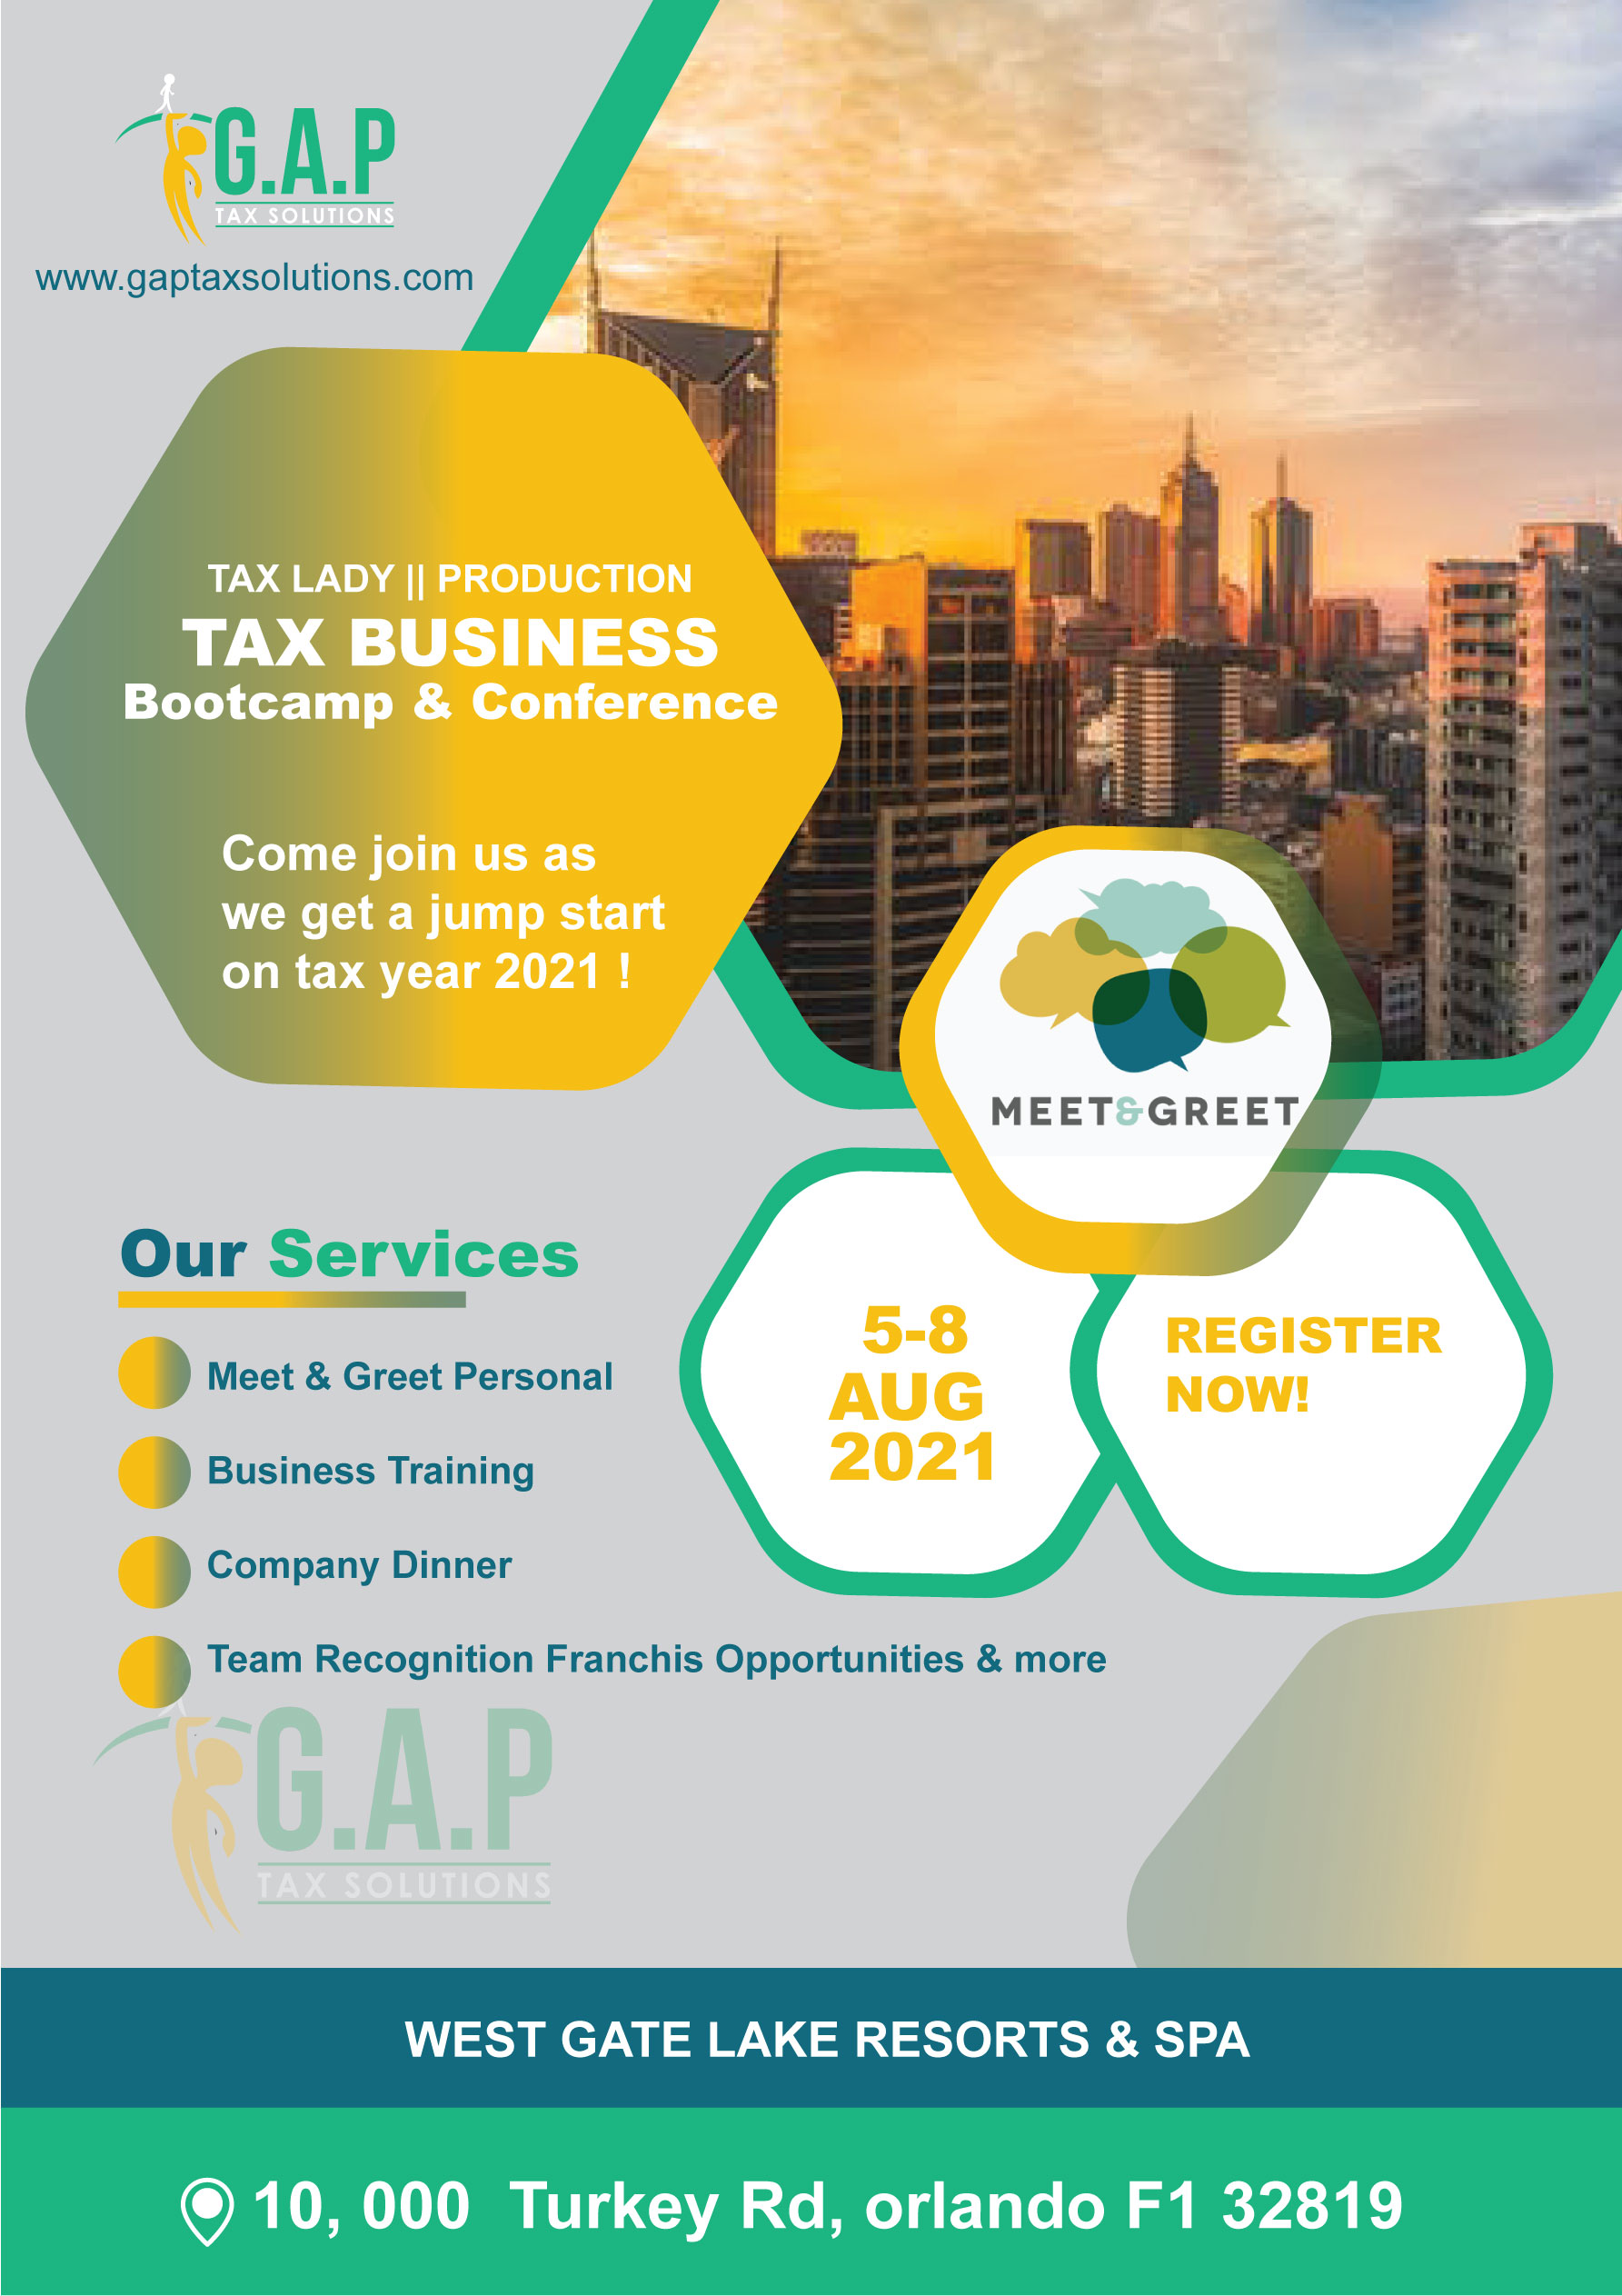 G.A.P
TAX SOLUTIONS
www.gaptaxsolutions.com
TAX LADY || PRODUCTION
TAX BUSINESS
Bootcamp & Conference
Come join us as
we get a jump start
on tax year 2021 !
MEET&GREET
Our Services
Meet & Greet Personal
Business Training
Company Dinner
Team Recognition Franchis Opportunities & more
5-8
AUG
2021
REGISTER
NOW!
G.A.P
TAX SOLUTIONS
WEST GATE LAKE RESORTS & SPA
10, 000 Turkey Rd, orlando F1 32819